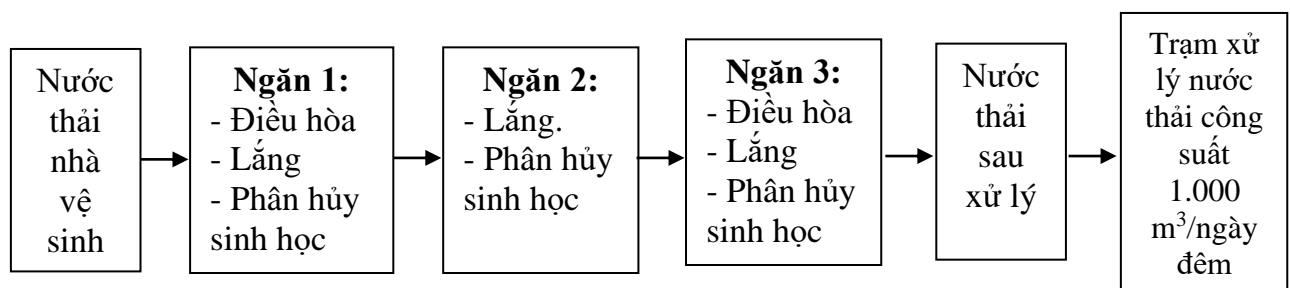 Nước
thải
nhà
vệ
sinh
Ngăn 1:
- Điều hòa
- Lắng
- Phân hủy
sinh học
Ngăn 2:
- Lắng.
- Phân hủy
sinh học
Ngăn 3:
- Điều hòa
- Lắng
- Phân hủy
sinh học
Nước
thải
sau
xử lý
Trạm xử
lý nước
thải công
suất
1.000
m³/ngày
đêm